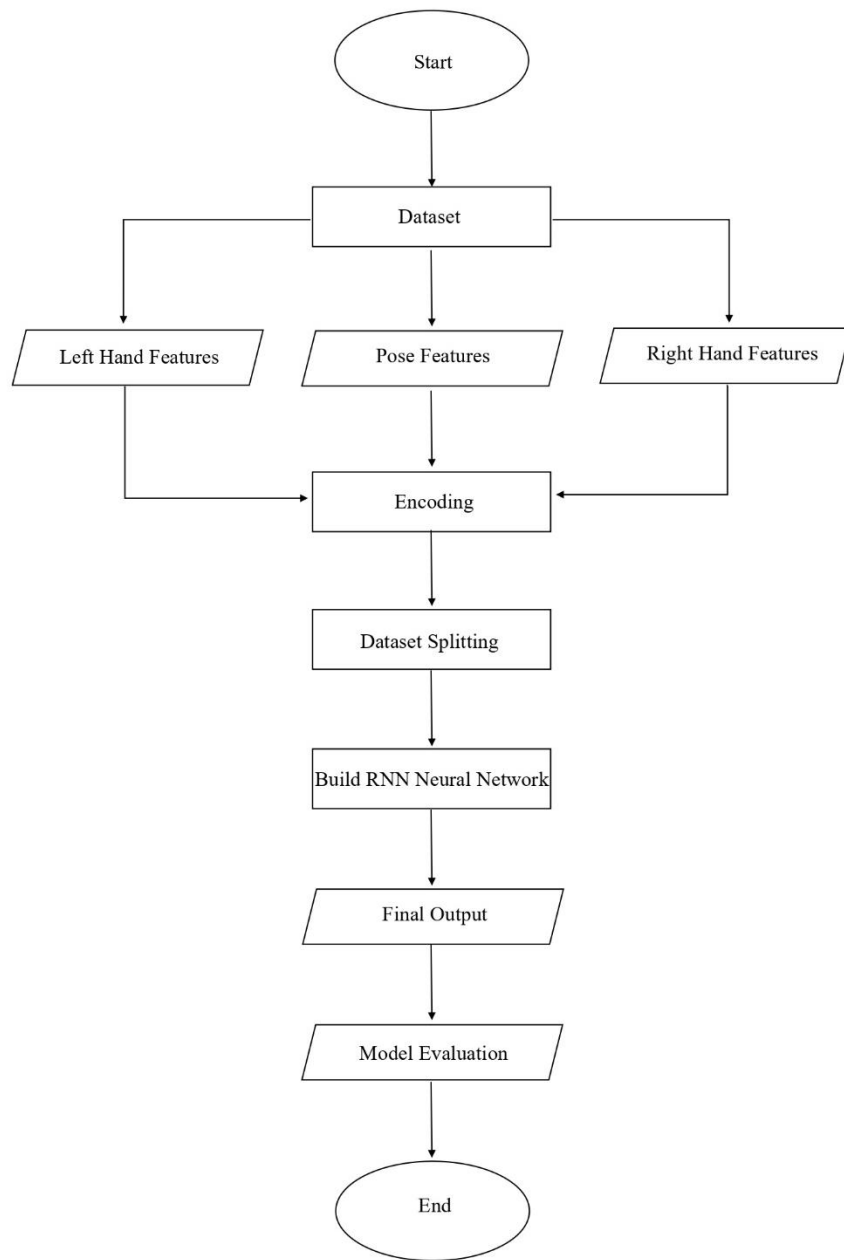 Start
Dataset
Left Hand Features
Pose Features
Right Hand Features
Encoding
Dataset Splitting
Build RNN Neural Network
Final Output
Model Evaluation
End